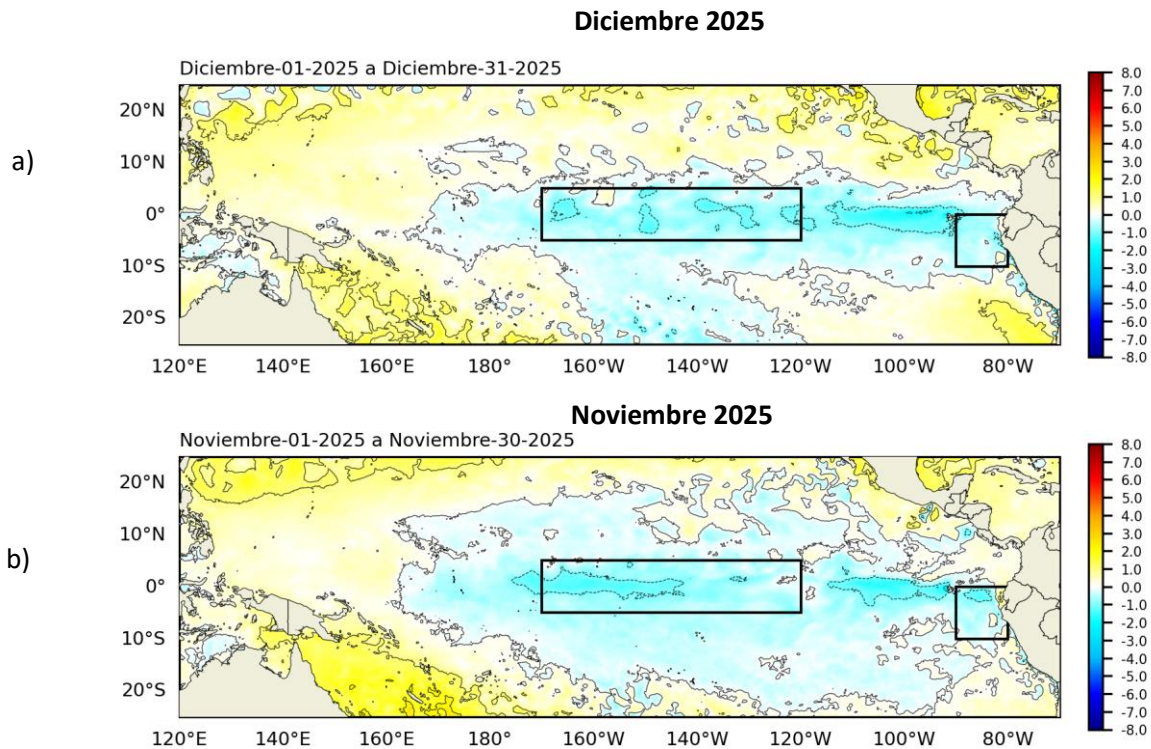 Diciembre 2025
Diciembre-01-2025 a Diciembre-31-2025
a)
20°N
10°N
0°
10°S
20°S
120°E 140°E 160°E 180° 160°W 140°W 120°W 100°W 80°W
8.0
7.0
6.0
5.0
4.0
3.0
2.0
1.0
0.0
-1.0
-2.0
-3.0
-4.0
-5.0
-6.0
-7.0
-8.0
Noviembre 2025
Noviembre-01-2025 a Noviembre-30-2025
b)
20°N
10°N
0°
10°S
20°S
120°E 140°E 160°E 180° 160°W 140°W 120°W 100°W 80°W
8.0
7.0
6.0
5.0
4.0
3.0
2.0
1.0
0.0
-1.0
-2.0
-3.0
-4.0
-5.0
-6.0
-7.0
-8.0